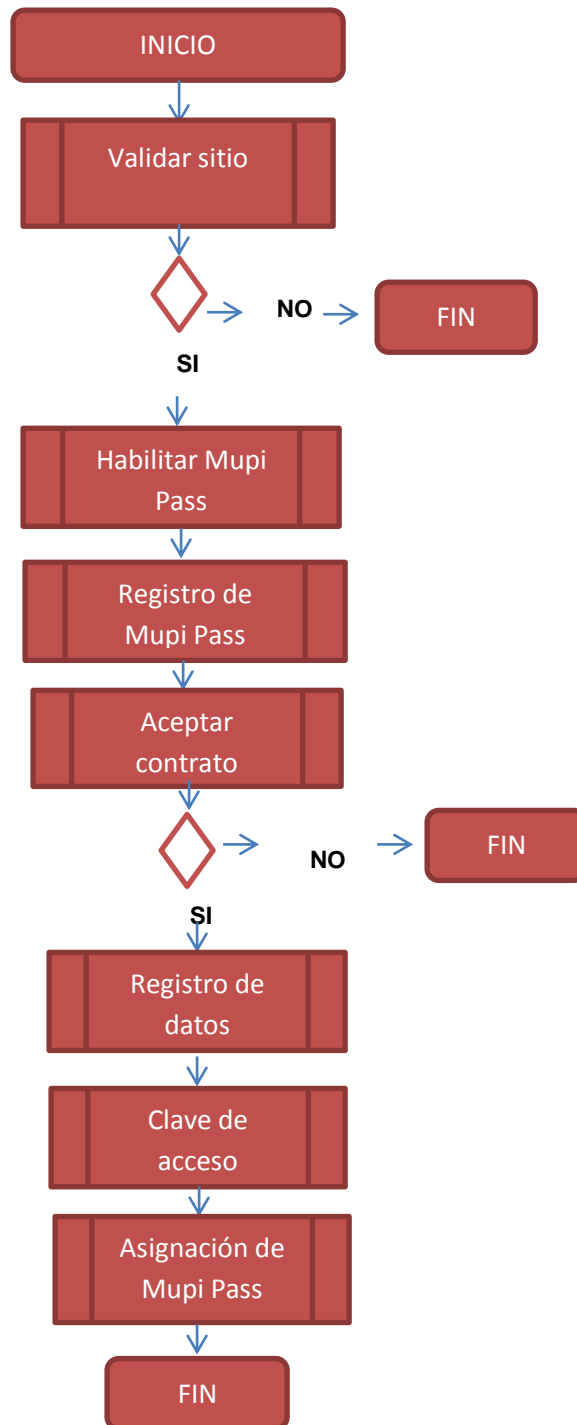 INICIO
Validar sitio
NO
FIN
SI
Habilitar Mupi
Pass
Registro de
Mupi Pass
Aceptar
contrato
NO
FIN
SI
Registro de
datos
Clave de
acceso
Asignación de
Mupi Pass
FIN